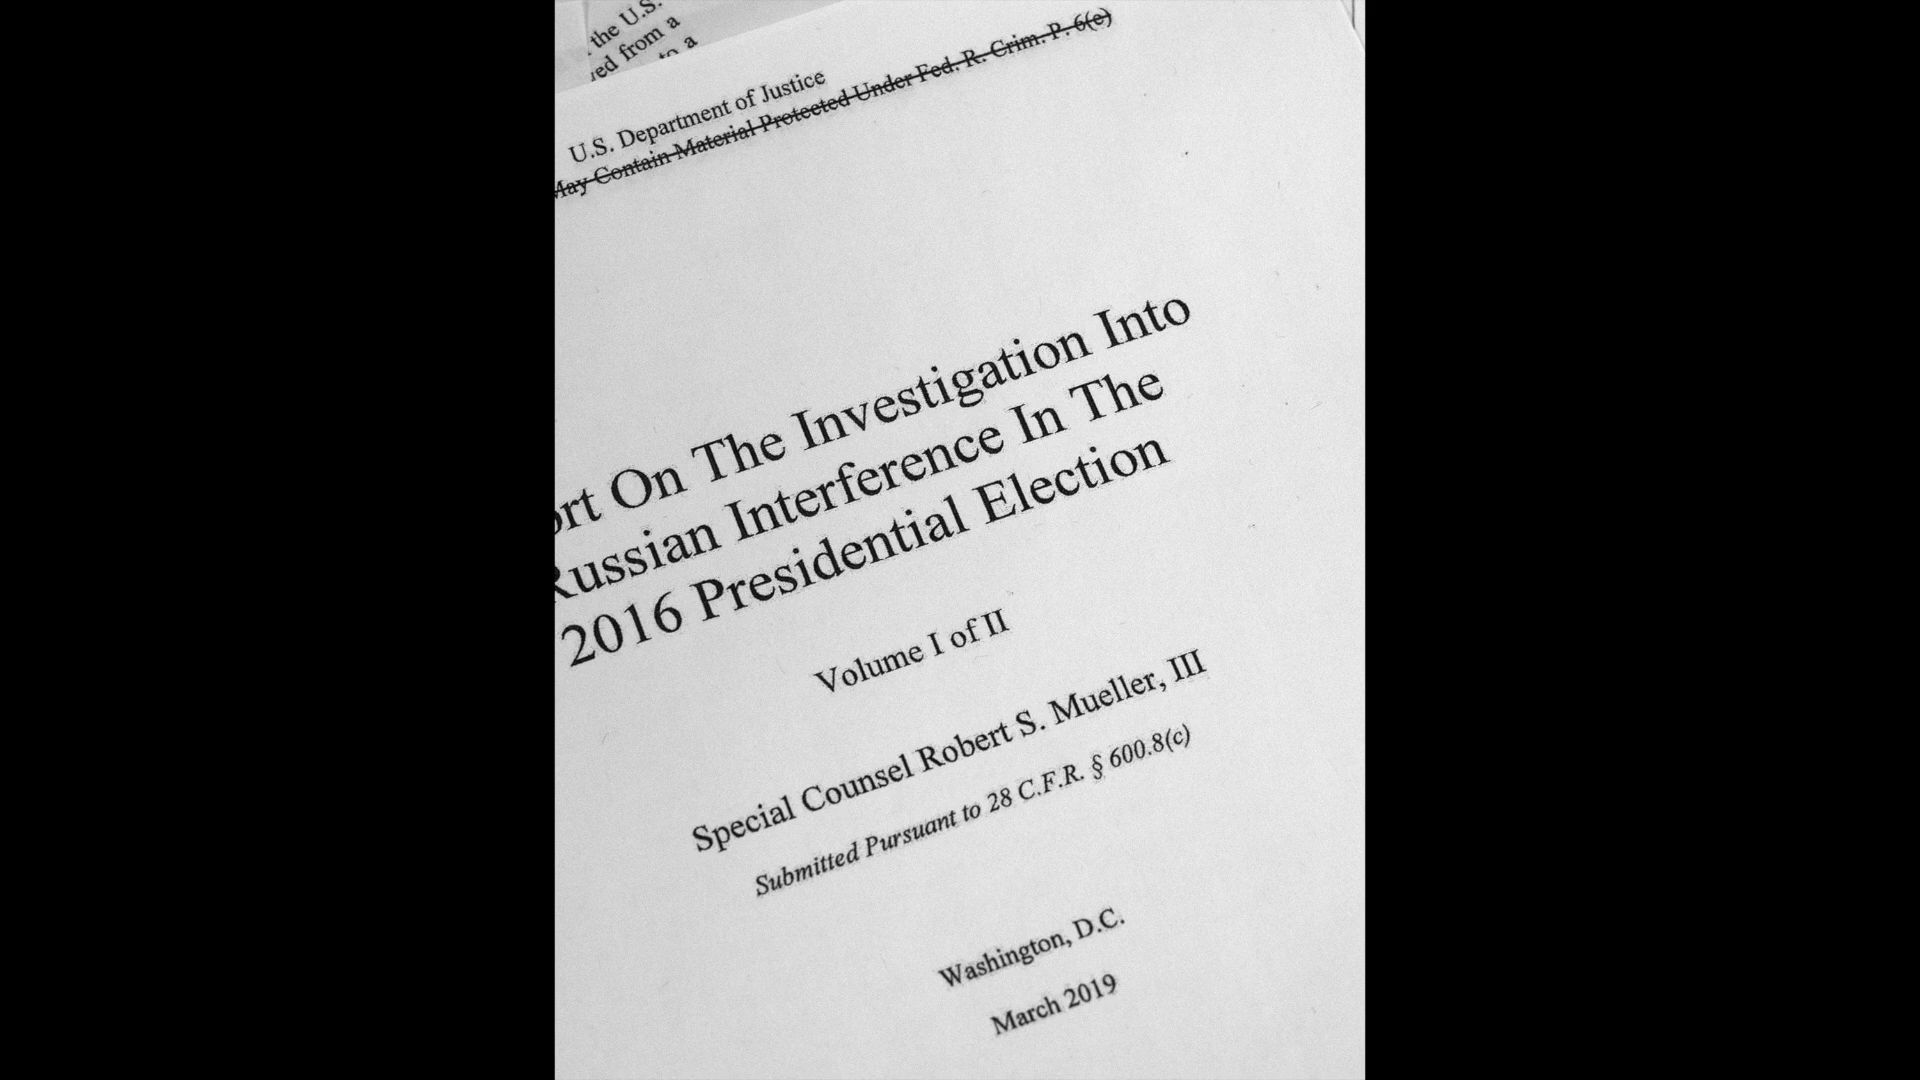 the U.S.
ed from a
to a
U.S. Department of Justice
May Contain Material Protected Under Fed. R. Crim. P. 6(e)
ort On The Investigation Into
Russian Interference In The
2016 Presidential Election
Volume I of II
Special Counsel Robert S. Mueller, III
Submitted Pursuant to 28 C.F.R. § 600.8(c)
Washington, D.C.
March 2019